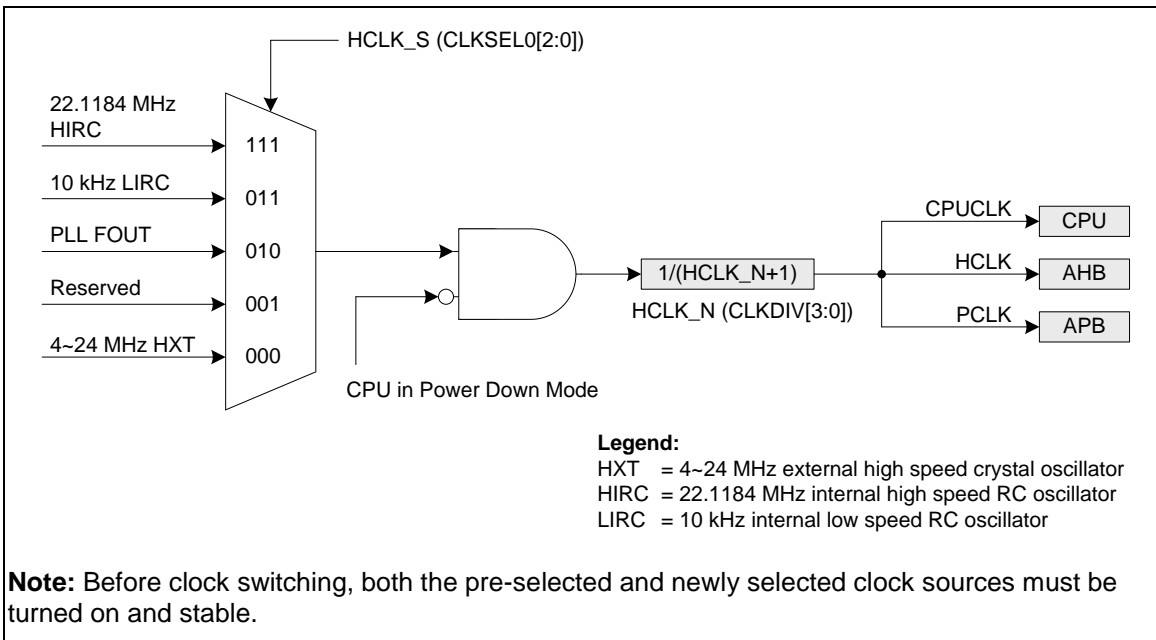 HCLK_S (CLKSEL0[2:0])
22.1184 MHz
HIRC
111
10 kHz LIRC
011
PLL FOUT
010
Reserved
001
4~24 MHz HXT
000
CPU in Power Down Mode
1/(HCLK_N+1)
HCLK_N (CLKDIV[3:0])
CPUCLK
CPU
HCLK
AHB
PCLK
APB
Legend:
HXT = 4~24 MHz external high speed crystal oscillator
HIRC = 22.1184 MHz internal high speed RC oscillator
LIRC = 10 kHz internal low speed RC oscillator
Note: Before clock switching, both the pre-selected and newly selected clock sources must be
turned on and stable.